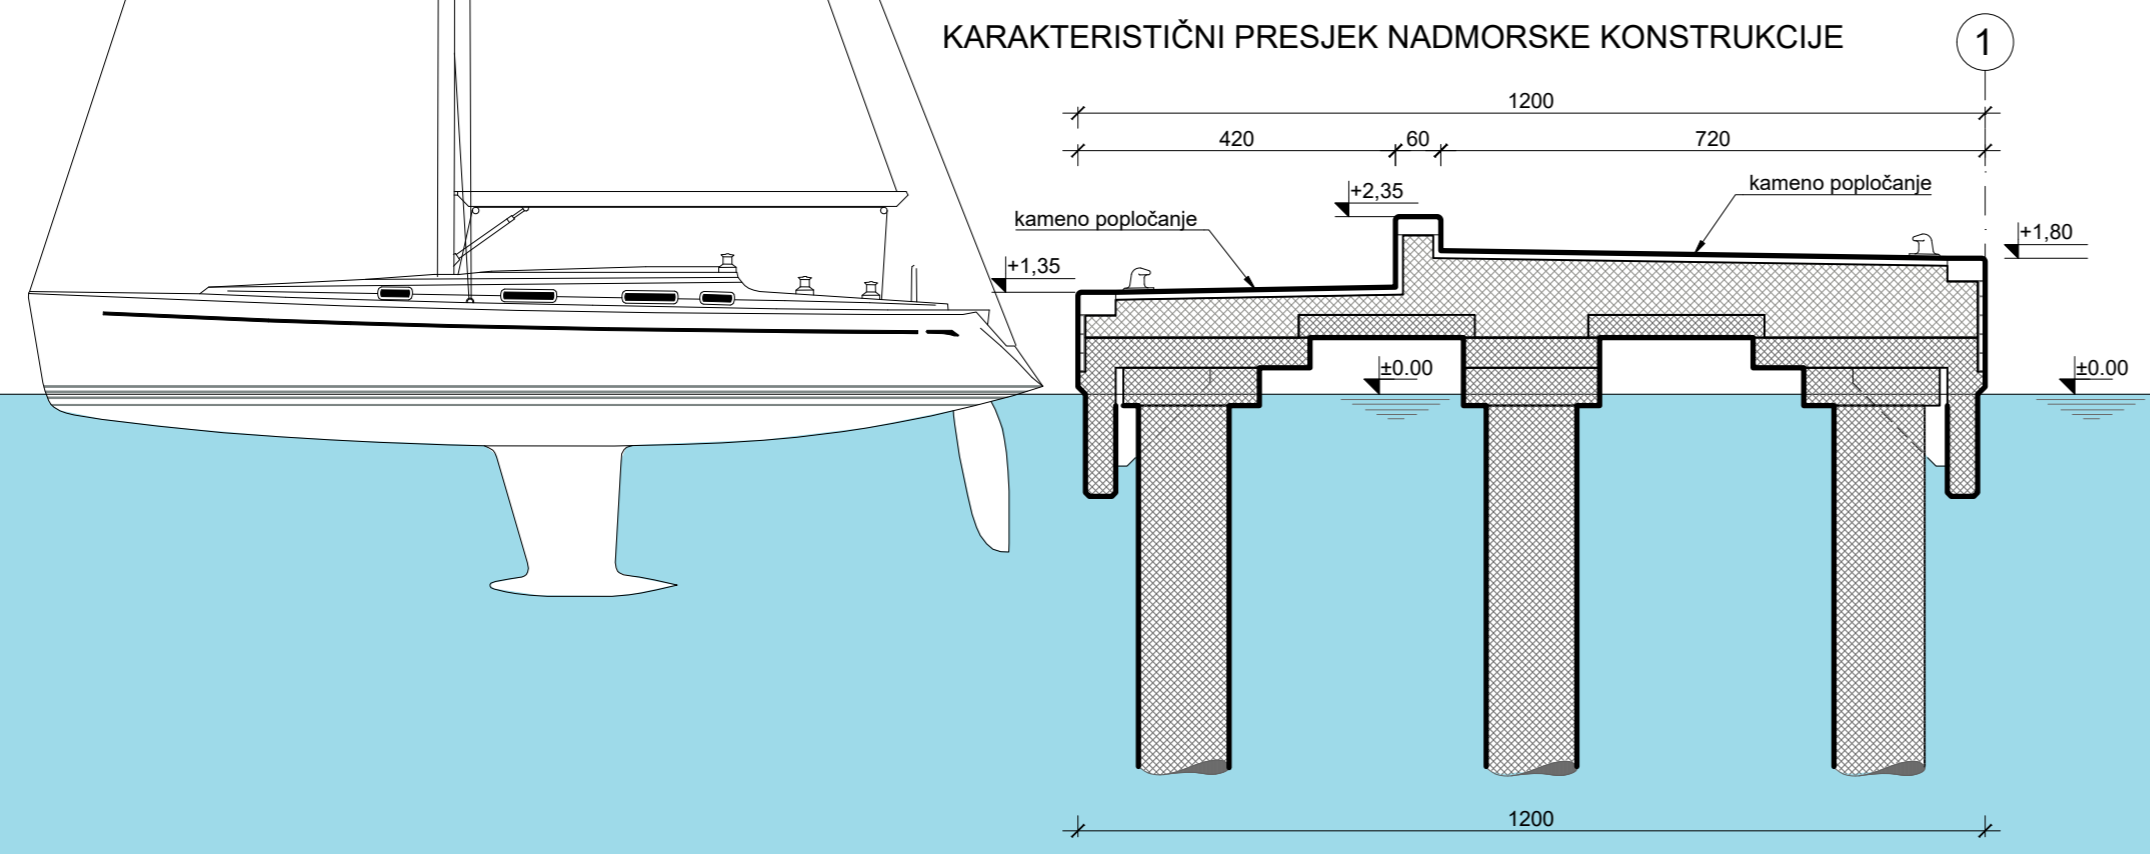 KARAKTERISTIČNI PRESJEK NADMORSKE KONSTRUKCIJE
1
1200
420 60 720
+2,35
kameno popločanje
kameno popločanje
+1,80
+1,35
±0.00
±0.00
1200